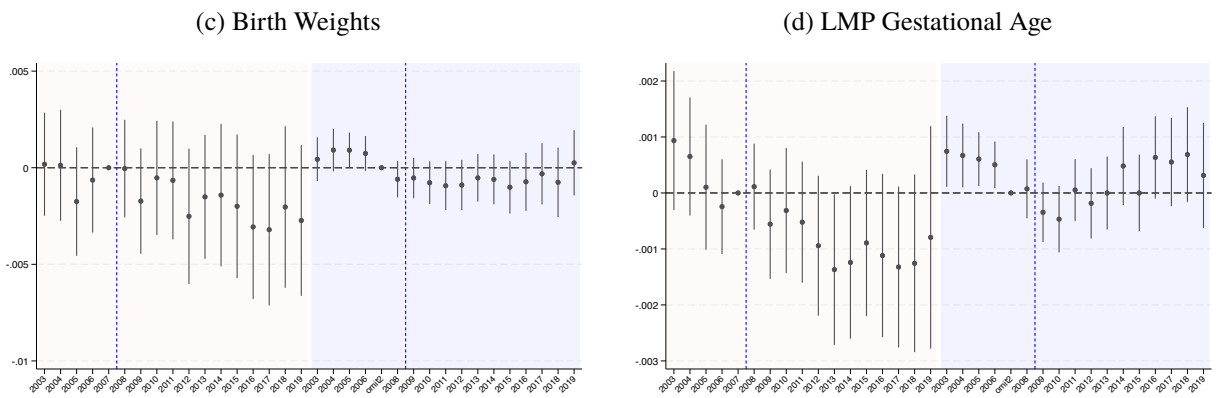 (c) Birth Weights
.005
0
-.005
-.01
2003 2004 2005 2006 2007 2008 2009 2010 2011 2012 2013 2014 2015 2016 2017 2018 2019 2003 2004 2005 2006 omit2 2008 2009 2010 2011 2012 2013 2014 2015 2016 2017 2018 2019
(d) LMP Gestational Age
.002
.001
0
-.001
-.002
-.003
2003 2004 2005 2006 2007 2008 2009 2010 2011 2012 2013 2014 2015 2016 2017 2018 2019 2003 2004 2005 2006 omit2 2008 2009 2010 2011 2012 2013 2014 2015 2016 2017 2018 2019